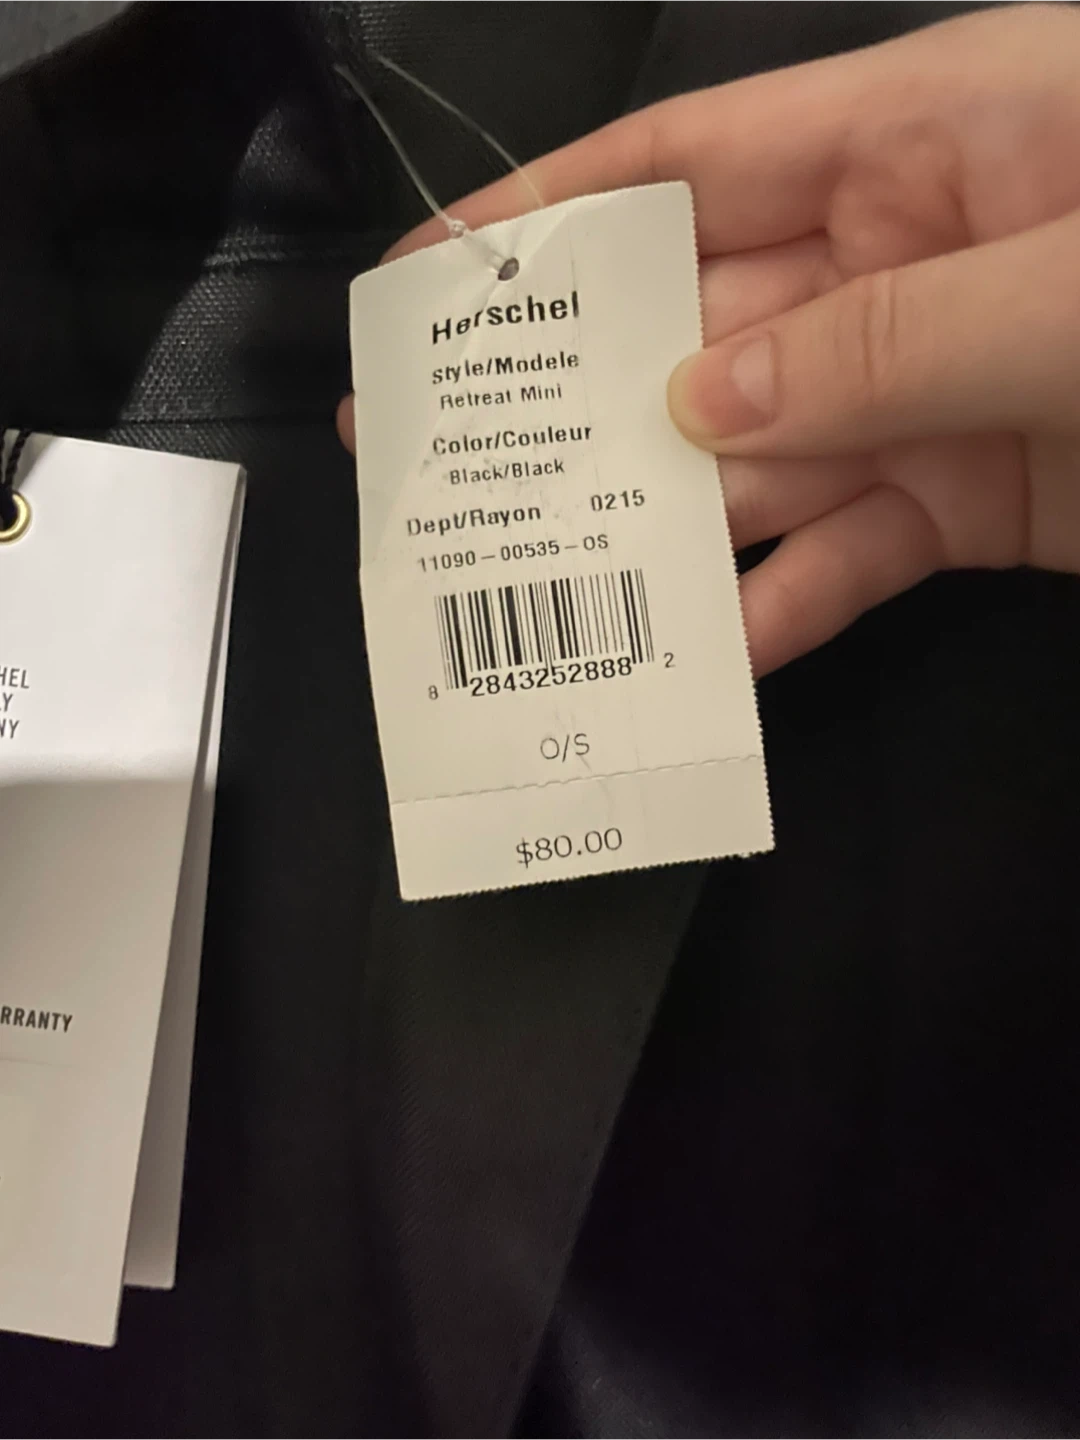 Herschel
Style/Modele
Retreat Mini
Color/Couleur
Black/Black
Dept/Rayon 0215
11090-00535-OS
8 2843252888 2
O/S
$80.00
HEL
Y
NY
RRANTY